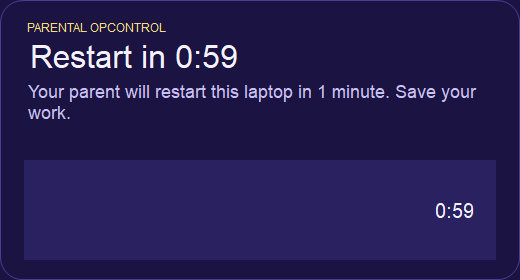 PARENTAL OPCONTROL
Restart in 0:59
Your parent will restart this laptop in 1 minute. Save your
work.
0:59